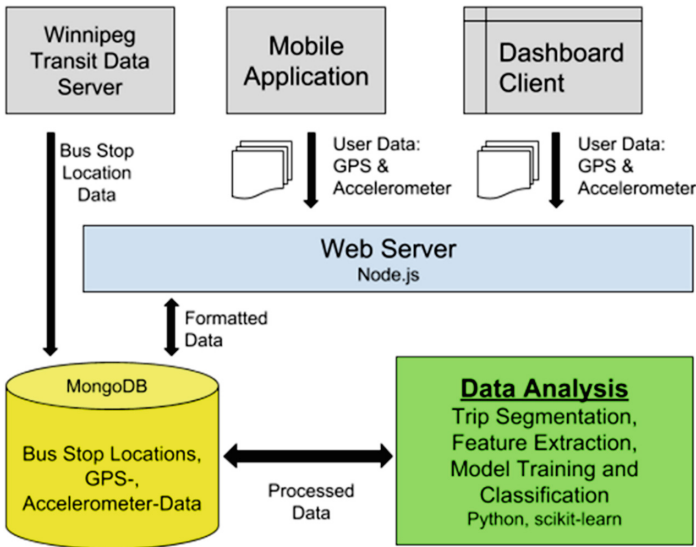 Winnipeg
Transit Data
Server
Mobile
Application
Dashboard
Client
Bus Stop
Location
Data
User Data:
GPS &
Accelerometer
User Data:
GPS &
Accelerometer
Web Server
Node.js
Formatted
Data
MongoDB
Bus Stop Locations,
GPS-,
Accelerometer-Data
Processed
Data
Data Analysis
Trip Segmentation,
Feature Extraction,
Model Training and
Classification
Python, scikit-learn